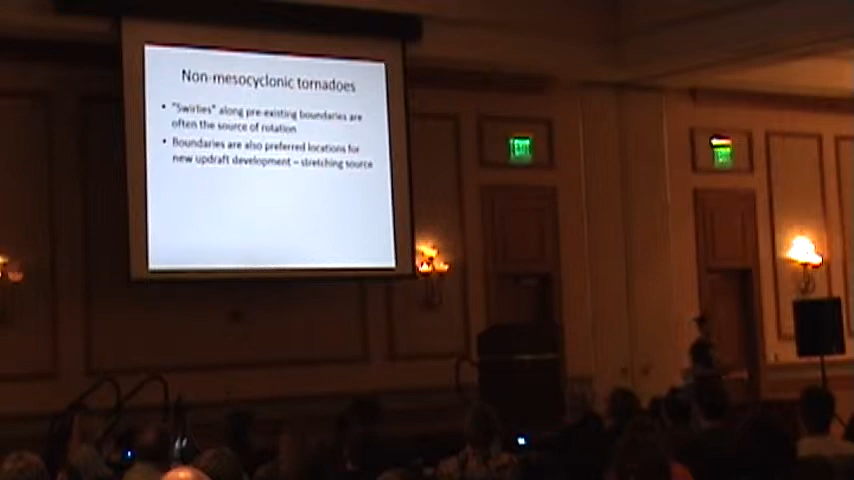 Non-mesocyclonic tornadoes
• "Swirlies" along pre-existing boundaries are
often the source of rotation
• Boundaries are also preferred locations for
new updraft development – stretching source